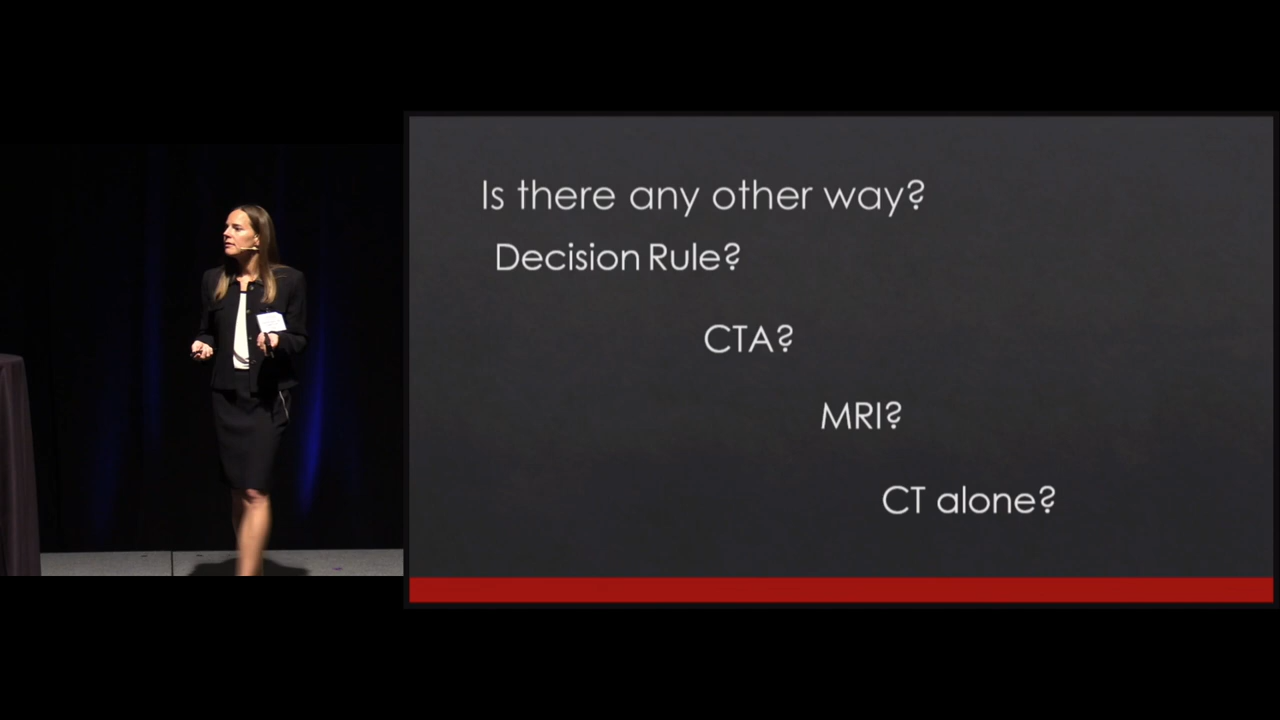 Is there any other way?
Decision Rule?
CTA?
MRI?
CT alone?